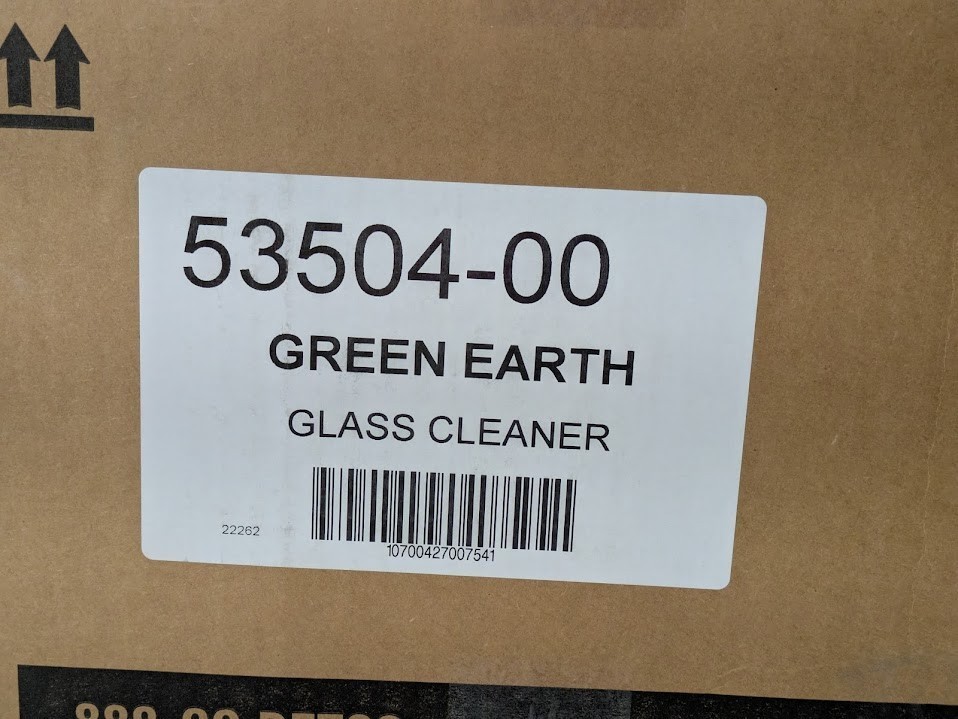 53504-00
GREEN EARTH
GLASS CLEANER
22262
10700427007541